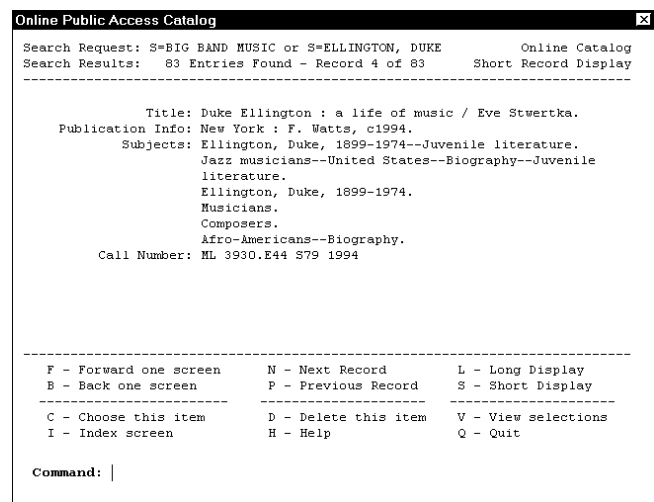 Online Public Access Catalog
Search Request: S=BIG BAND MUSIC or S=ELLINGTON, DUKE Online Catalog
Search Results: 83 Entries Found - Record 4 of 83 Short Record Display
Title: Duke Ellington : a life of music / Eve Stwertka.
Publication Info: New York : F. Watts, c1994.
Subjects: Ellington, Duke, 1899-1974--Juvenile literature.
Jazz musicians--United States--Biography--Juvenile
literature.
Ellington, Duke, 1899-1974.
Musicians.
Composers.
Afro-Americans--Biography.
Call Number: ML 3930.E44 S79 1994
F - Forward one screen N - Next Record L - Long Display
B - Back one screen P - Previous Record S - Short Display
C - Choose this item D - Delete this item V - View selections
I - Index screen H - Help Q - Quit
Command: